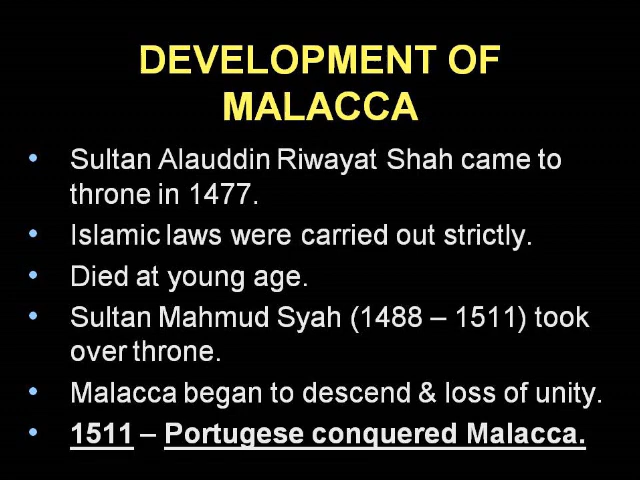 DEVELOPMENT OF
MALACCA
• Sultan Alauddin Riwayat Shah came to
throne in 1477.
• Islamic laws were carried out strictly.
• Died at young age.
• Sultan Mahmud Syah (1488 – 1511) took
over throne.
• Malacca began to descend & loss of unity.
• 1511 – Portugese conquered Malacca.